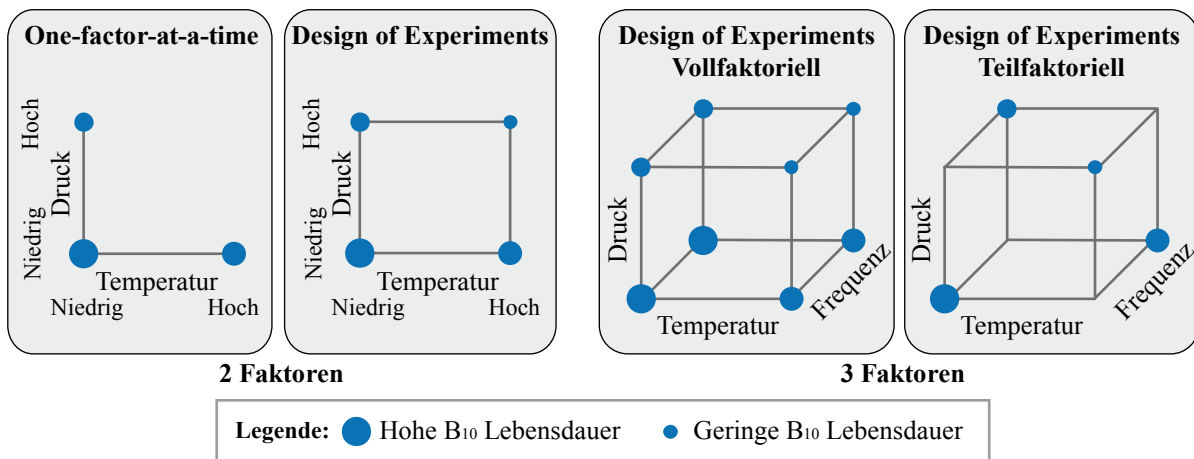 One-factor-at-a-time
Hoch
Druck
Niedrig
Temperatur
Niedrig
Hoch
Design of Experiments
Hoch
Druck
Niedrig
Temperatur
Niedrig
Hoch
2 Faktoren
Design of Experiments
Vollfaktoriell
Druck
Temperatur
Frequenz
Design of Experiments
Teilfaktoriell
Druck
Temperatur
Frequenz
3 Faktoren
Legende: Hohe B10 Lebensdauer Geringe B10 Lebensdauer